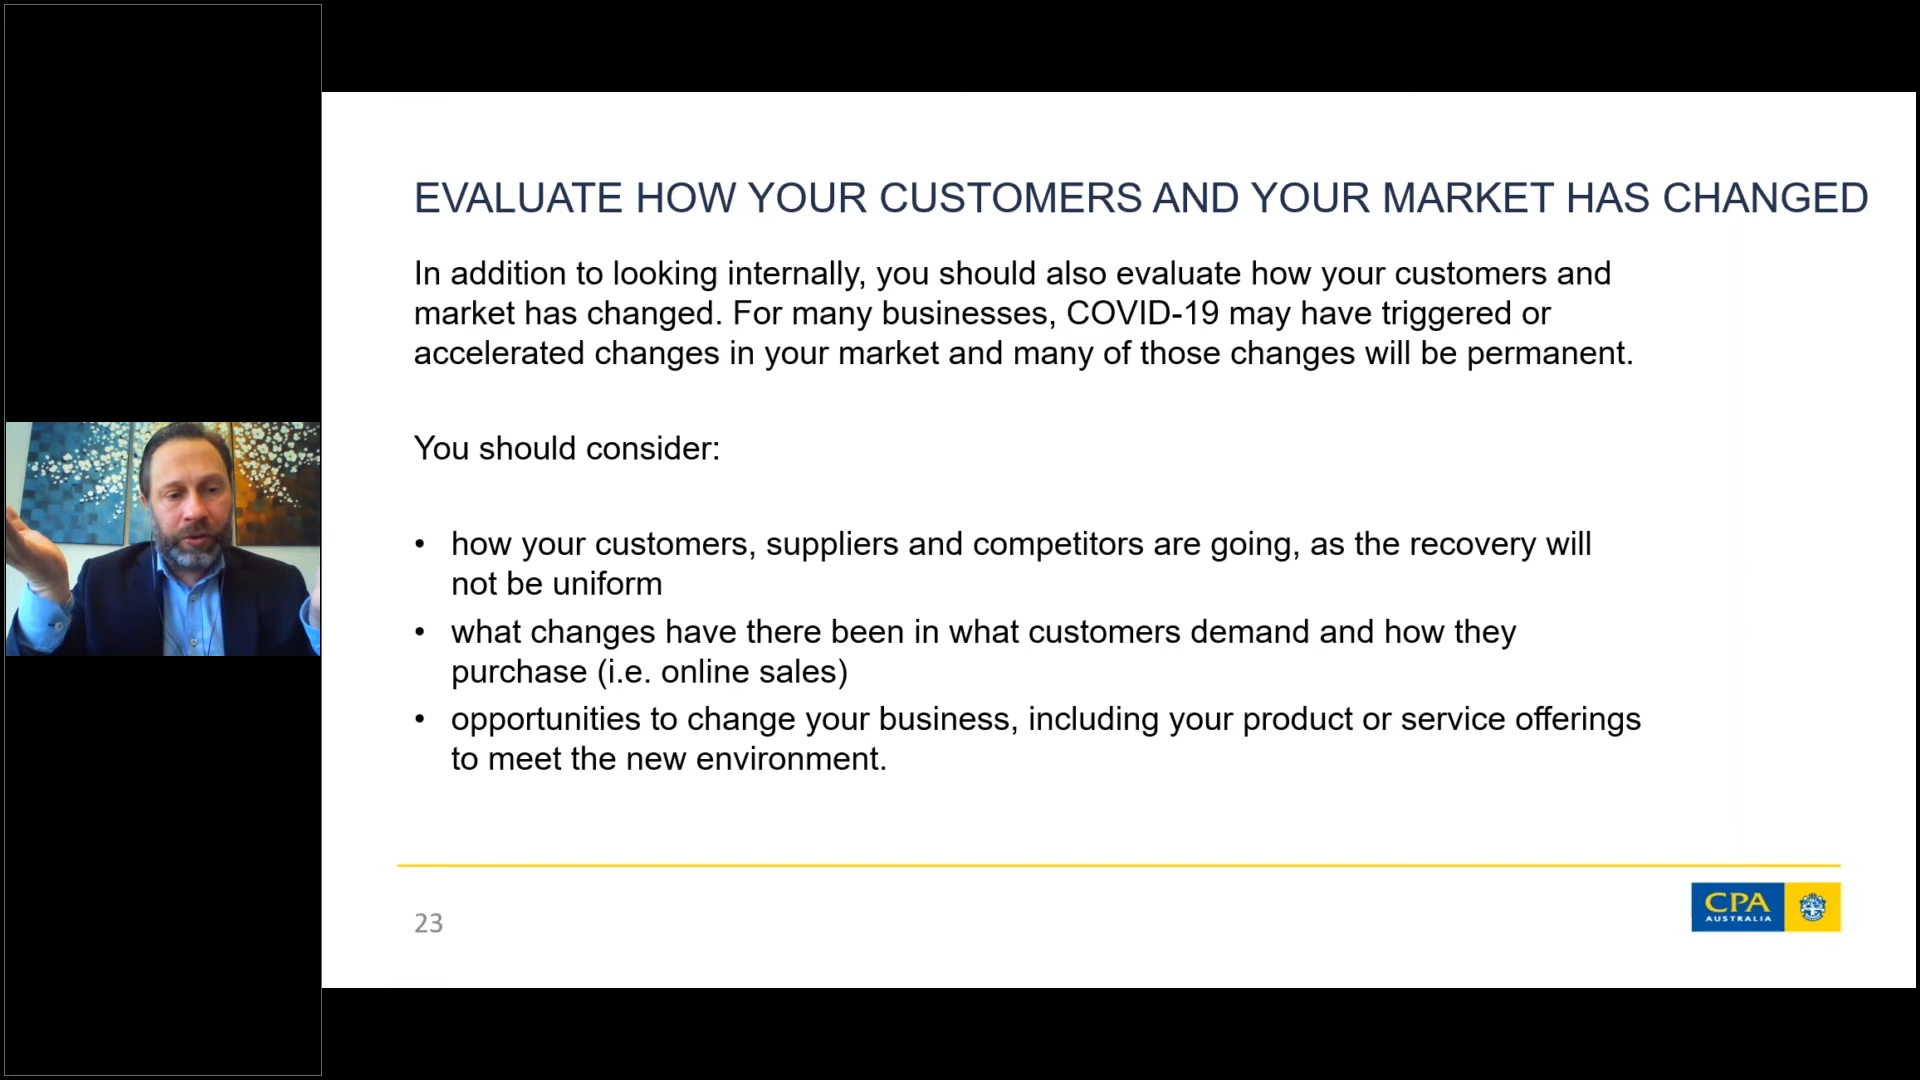 EVALUATE HOW YOUR CUSTOMERS AND YOUR MARKET HAS CHANGED
In addition to looking internally, you should also evaluate how your customers and
market has changed. For many businesses, COVID-19 may have triggered or
accelerated changes in your market and many of those changes will be permanent.
You should consider:
• how your customers, suppliers and competitors are going, as the recovery will
not be uniform
• what changes have there been in what customers demand and how they
purchase (i.e. online sales)
• opportunities to change your business, including your product or service offerings
to meet the new environment.
23
CPA
AUSTRALIA